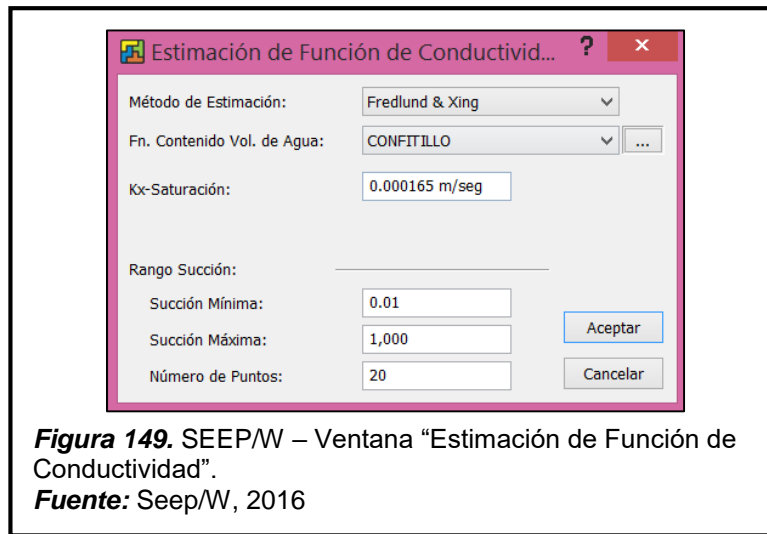 Estimación de Función de Conductivid... ? ×
Método de Estimación: Fredlund & Xing
Fn. Contenido Vol. de Agua: CONFITILLO ...
Kx-Saturación: 0.000165 m/seg
Rango Succión:
Succión Mínima: 0.01
Succión Máxima: 1,000
Número de Puntos: 20
Aceptar
Cancelar
Figura 149. SEEP/W – Ventana “Estimación de Función de
Conductividad”.
Fuente: Seep/W, 2016